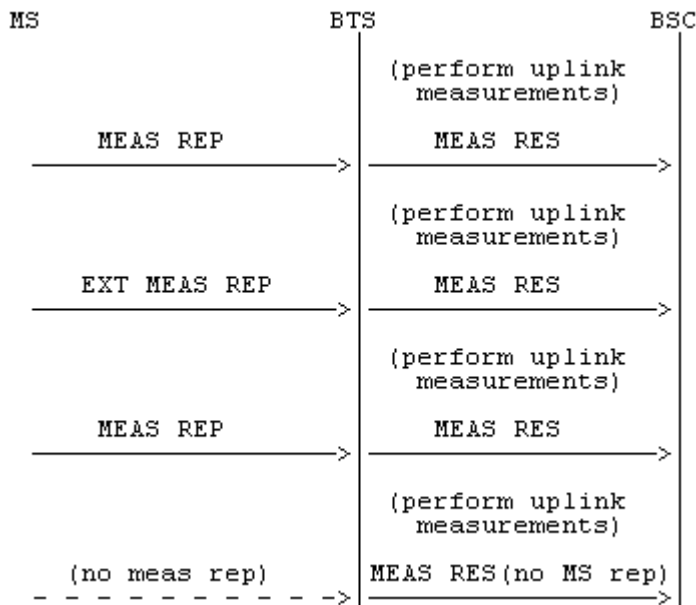 MS BTS BSC
(perform uplink
measurements)
MEAS REP MEAS RES
(perform uplink
measurements)
EXT MEAS REP MEAS RES
(perform uplink
measurements)
MEAS REP MEAS RES
(perform uplink
measurements)
(no meas rep) MEAS RES(no MS rep)